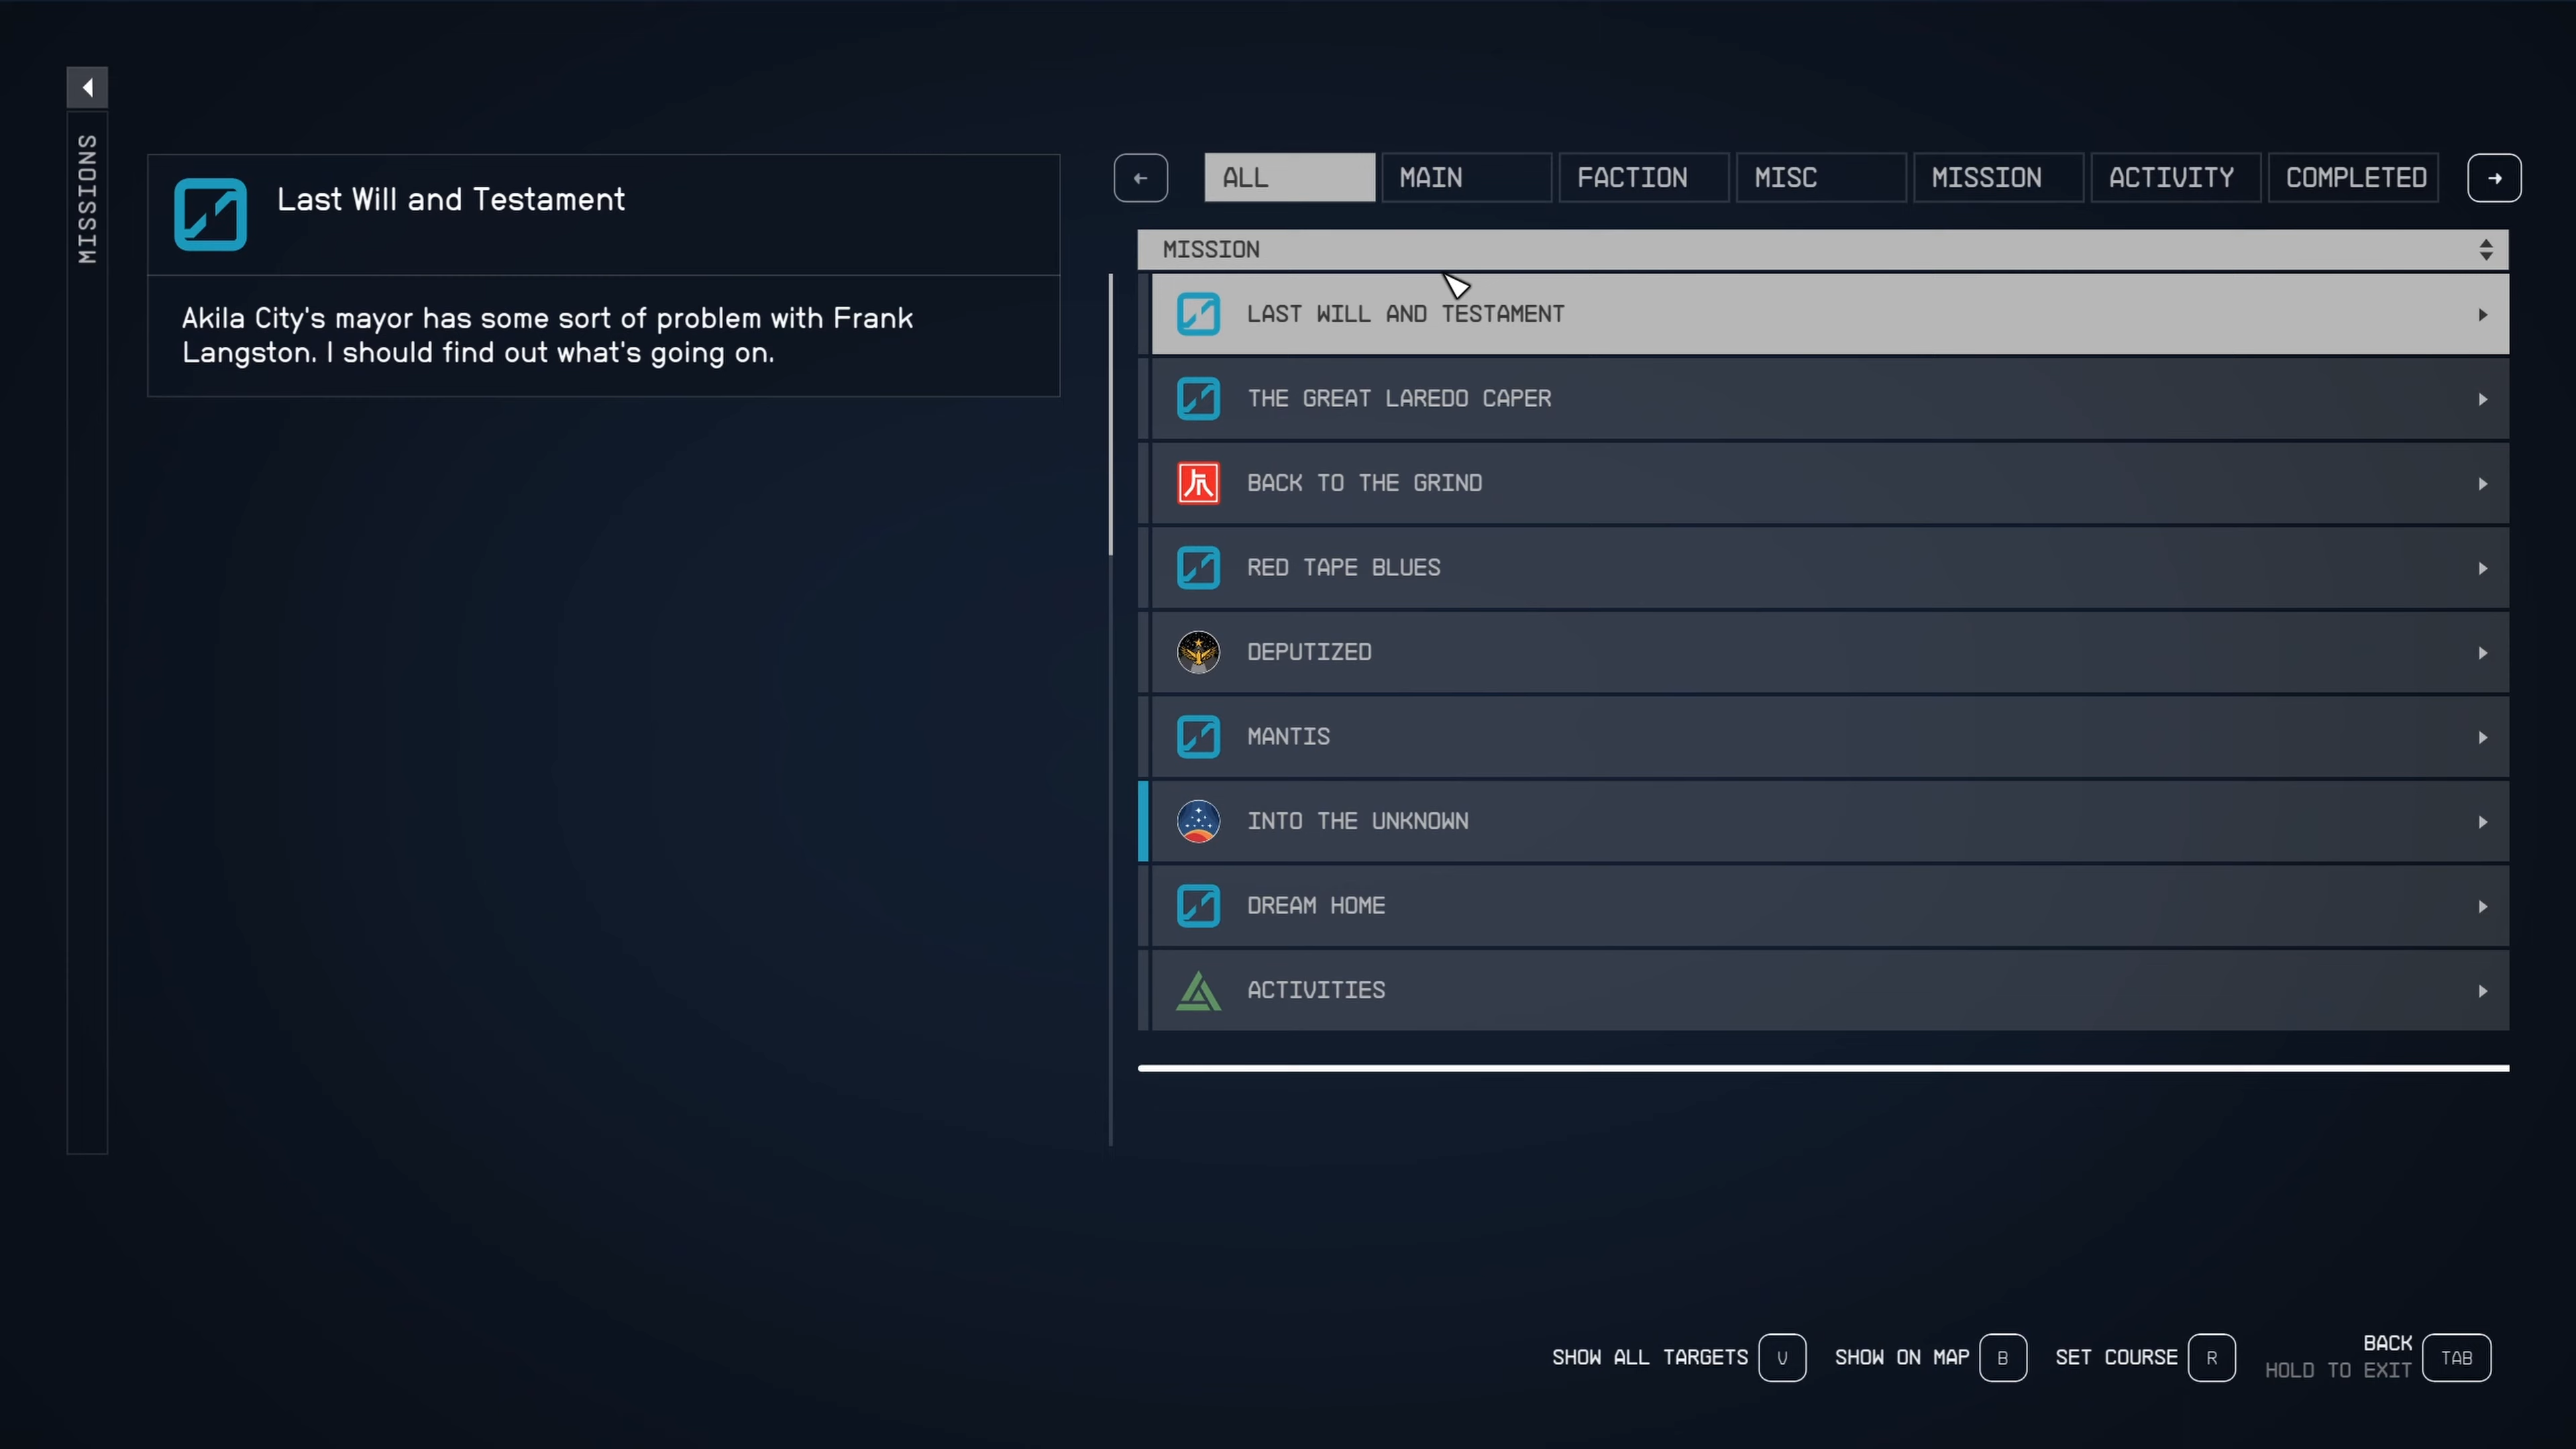 MISSIONS
Last Will and Testament
Akila City's mayor has some sort of problem with Frank
Langston. I should find out what's going on.
ALL MAIN FACTION MISC MISSION ACTIVITY COMPLETED
MISSION
LAST WILL AND TESTAMENT
THE GREAT LAREDO CAPER
BACK TO THE GRIND
RED TAPE BLUES
DEPUTIZED
MANTIS
INTO THE UNKNOWN
DREAM HOME
ACTIVITIES
SHOW ALL TARGETS V SHOW ON MAP B SET COURSE R BACK TAB
HOLD TO EXIT